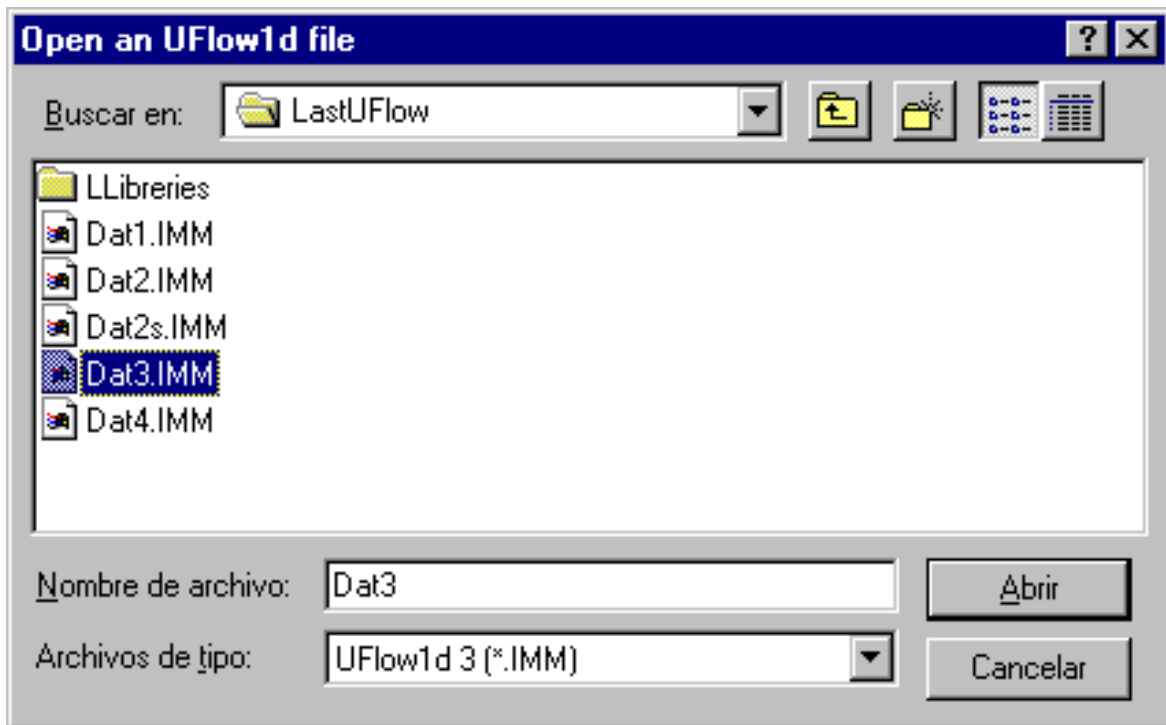 Open an UFlow1d file
Buscar en: LastUFlow
LLibreries
Dat1.IMM
Dat2.IMM
Dat2s.IMM
Dat3.IMM
Dat4.IMM
Nombre de archivo: Dat3 Abrir
Archivos de tipo: UFlow1d 3 (*.IMM) Cancelar